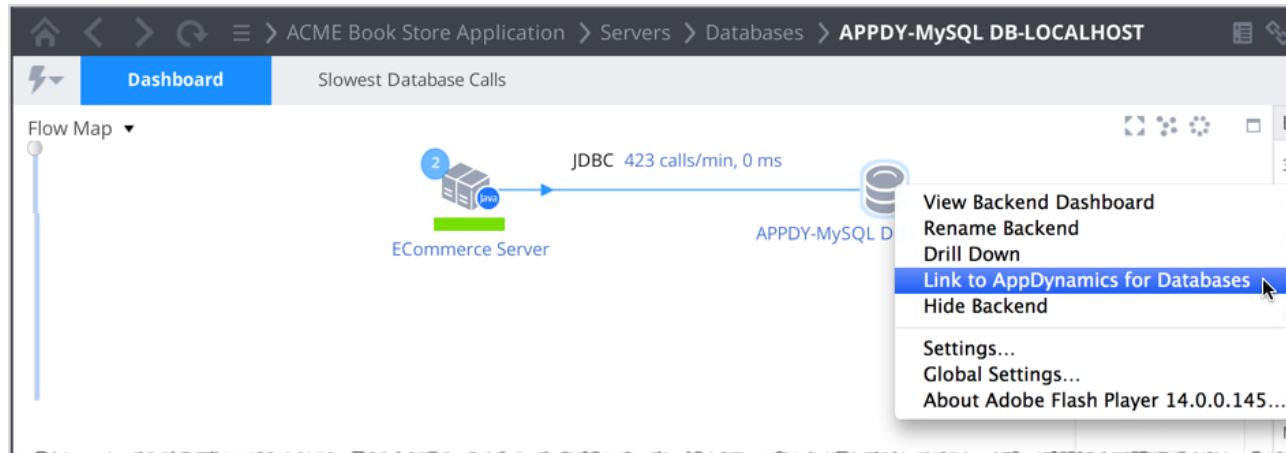 ACME Book Store Application > Servers > Databases > APPDY-MySQL DB-LOCALHOST
Dashboard
Slowest Database Calls
Flow Map
2
JDBC 423 calls/min, 0 ms
Java
ECommerce Server
APPDY-MySQL D
View Backend Dashboard
Rename Backend
Drill Down
Link to AppDynamics for Databases
Hide Backend
Settings...
Global Settings...
About Adobe Flash Player 14.0.0.145...